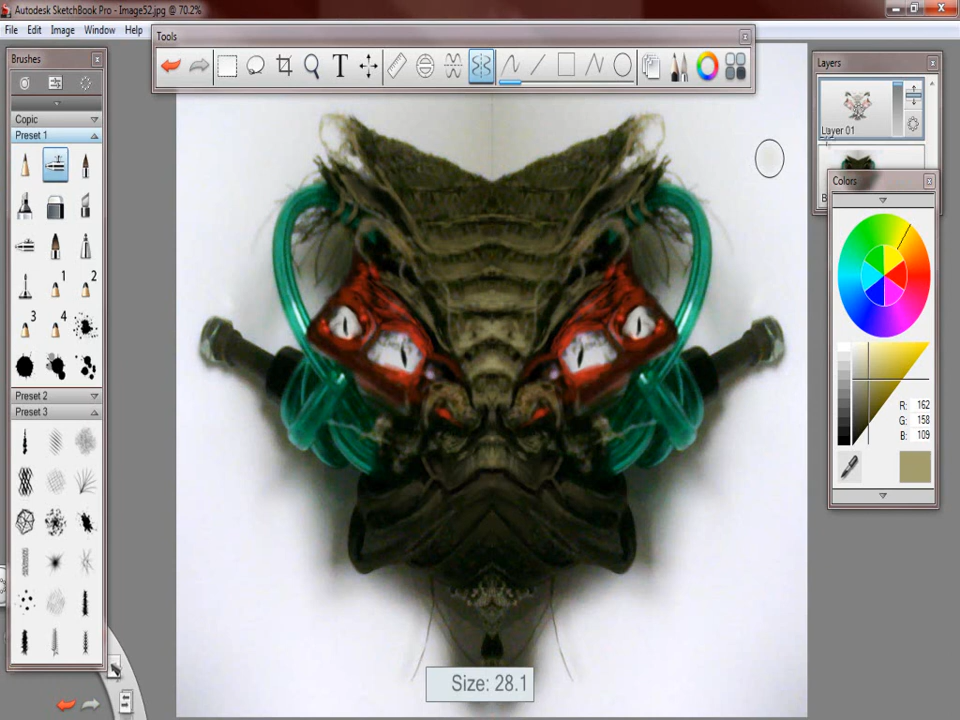 Autodesk SketchBook Pro - Image52.jpg @ 70.2%
File Edit Image Window Help
Tools
Brushes
Copic
Preset 1
1
2
3
4
Preset 2
Preset 3
T
Layers
Layer 01
Colors
R: 162
G: 158
B: 109
Size: 28.1